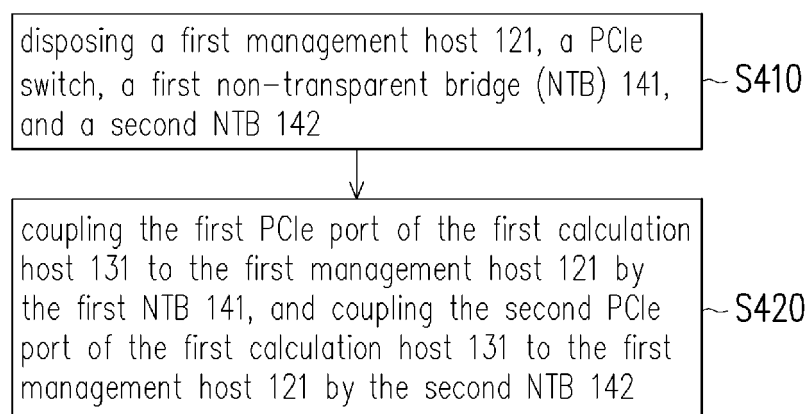 disposing a first management host 121, a PCIe
switch, a first non-transparent bridge (NTB) 141,
and a second NTB 142
S410
coupling the first PCIe port of the first calculation
host 131 to the first management host 121 by
the first NTB 141, and coupling the second PCIe
port of the first calculation host 131 to the first
management host 121 by the second NTB 142
S420